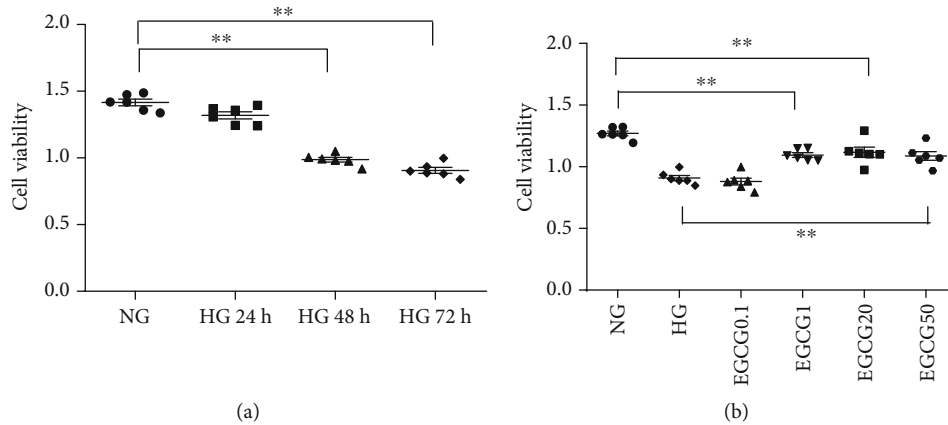 **
**
Cell viability
2.0
1.5
1.0
0.5
0.0
NG
HG 24 h
HG 48 h
HG 72 h
(a)
**
**
**
Cell viability
2.0
1.5
1.0
0.5
0.0
NG
HG
EGCG0.1
EGCG1
EGCG20
EGCG50
(b)